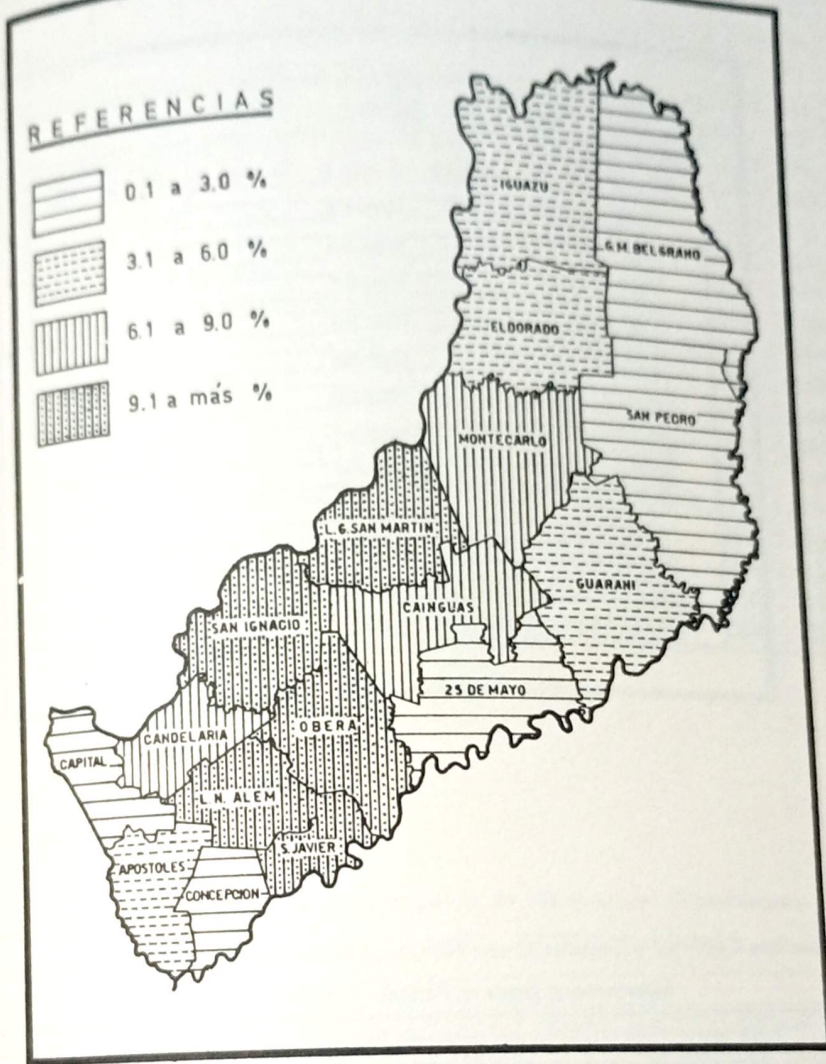 REFERENCIAS
0.1 a 3.0 %
3.1 a 6.0 %
6.1 a 9.0 %
9.1 a más %
IGUAZU
G.M. BELGRANO
ELDORADO
SAN PEDRO
MONTECARLO
L.G. SAN MARTIN
GUARANI
CAINGUAS
SAN IGNACIO
25 DE MAYO
OBERA
CANDELARIA
CAPITAL
L.N. ALEM
S. JAVIER
APOSTOLES
CONCEPCION